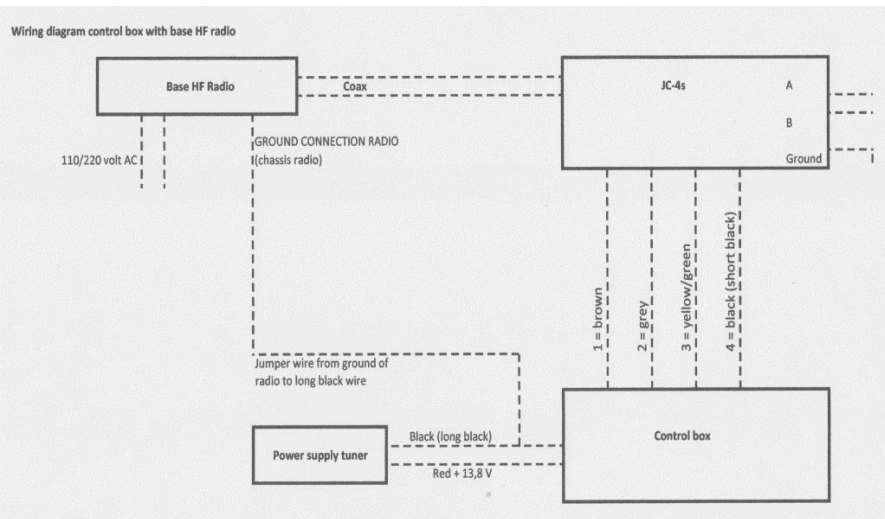 Wiring diagram control box with base HF radio
Base HF Radio
Coax
JC-4s
A
B
Ground
110/220 volt AC
GROUND CONNECTION RADIO
(chassis radio)
1 = brown
2 = grey
3 = yellow/green
4 = black (short black)
Jumper wire from ground of
radio to long black wire
Black (long black)
Power supply tuner
Red + 13,8 V
Control box